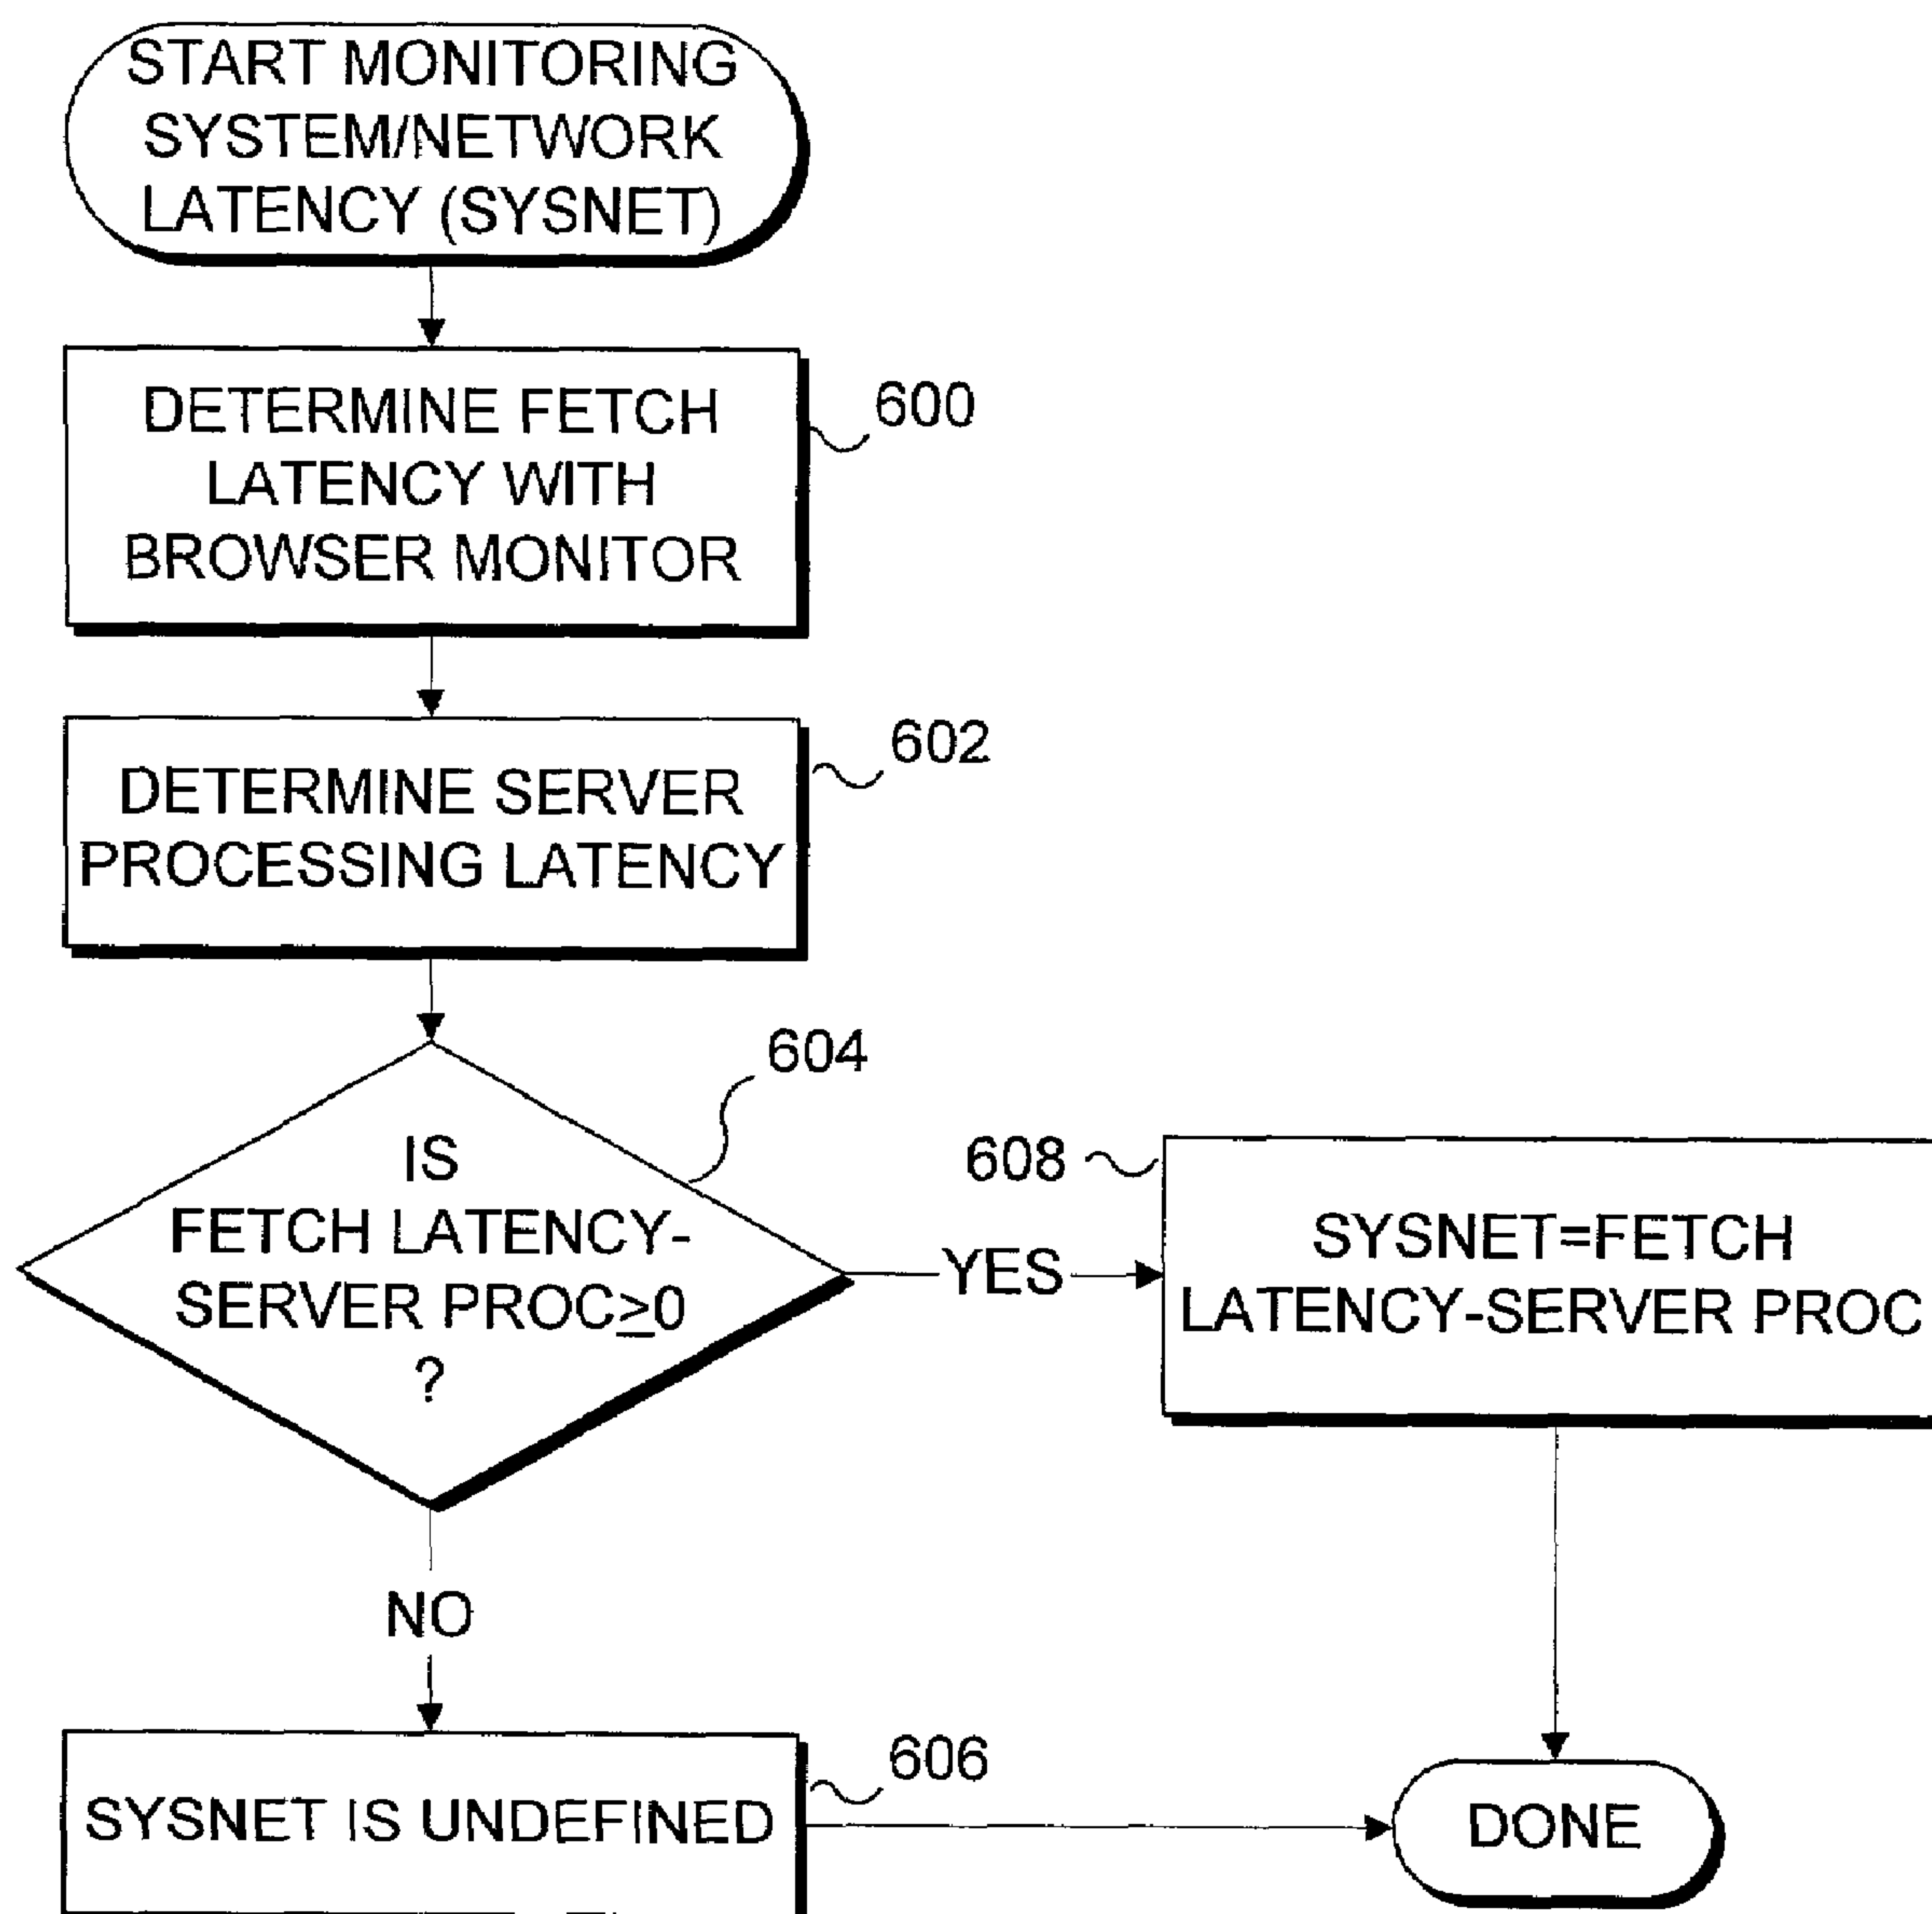 START MONITORING
SYSTEM/NETWORK
LATENCY (SYSNET)
DETERMINE FETCH
LATENCY WITH
BROWSER MONITOR
600
DETERMINE SERVER
PROCESSING LATENCY
602
604
IS
FETCH LATENCY-
SERVER PROC≥0
?
YES
608
SYSNET=FETCH
LATENCY-SERVER PROC
NO
606
SYSNET IS UNDEFINED
DONE